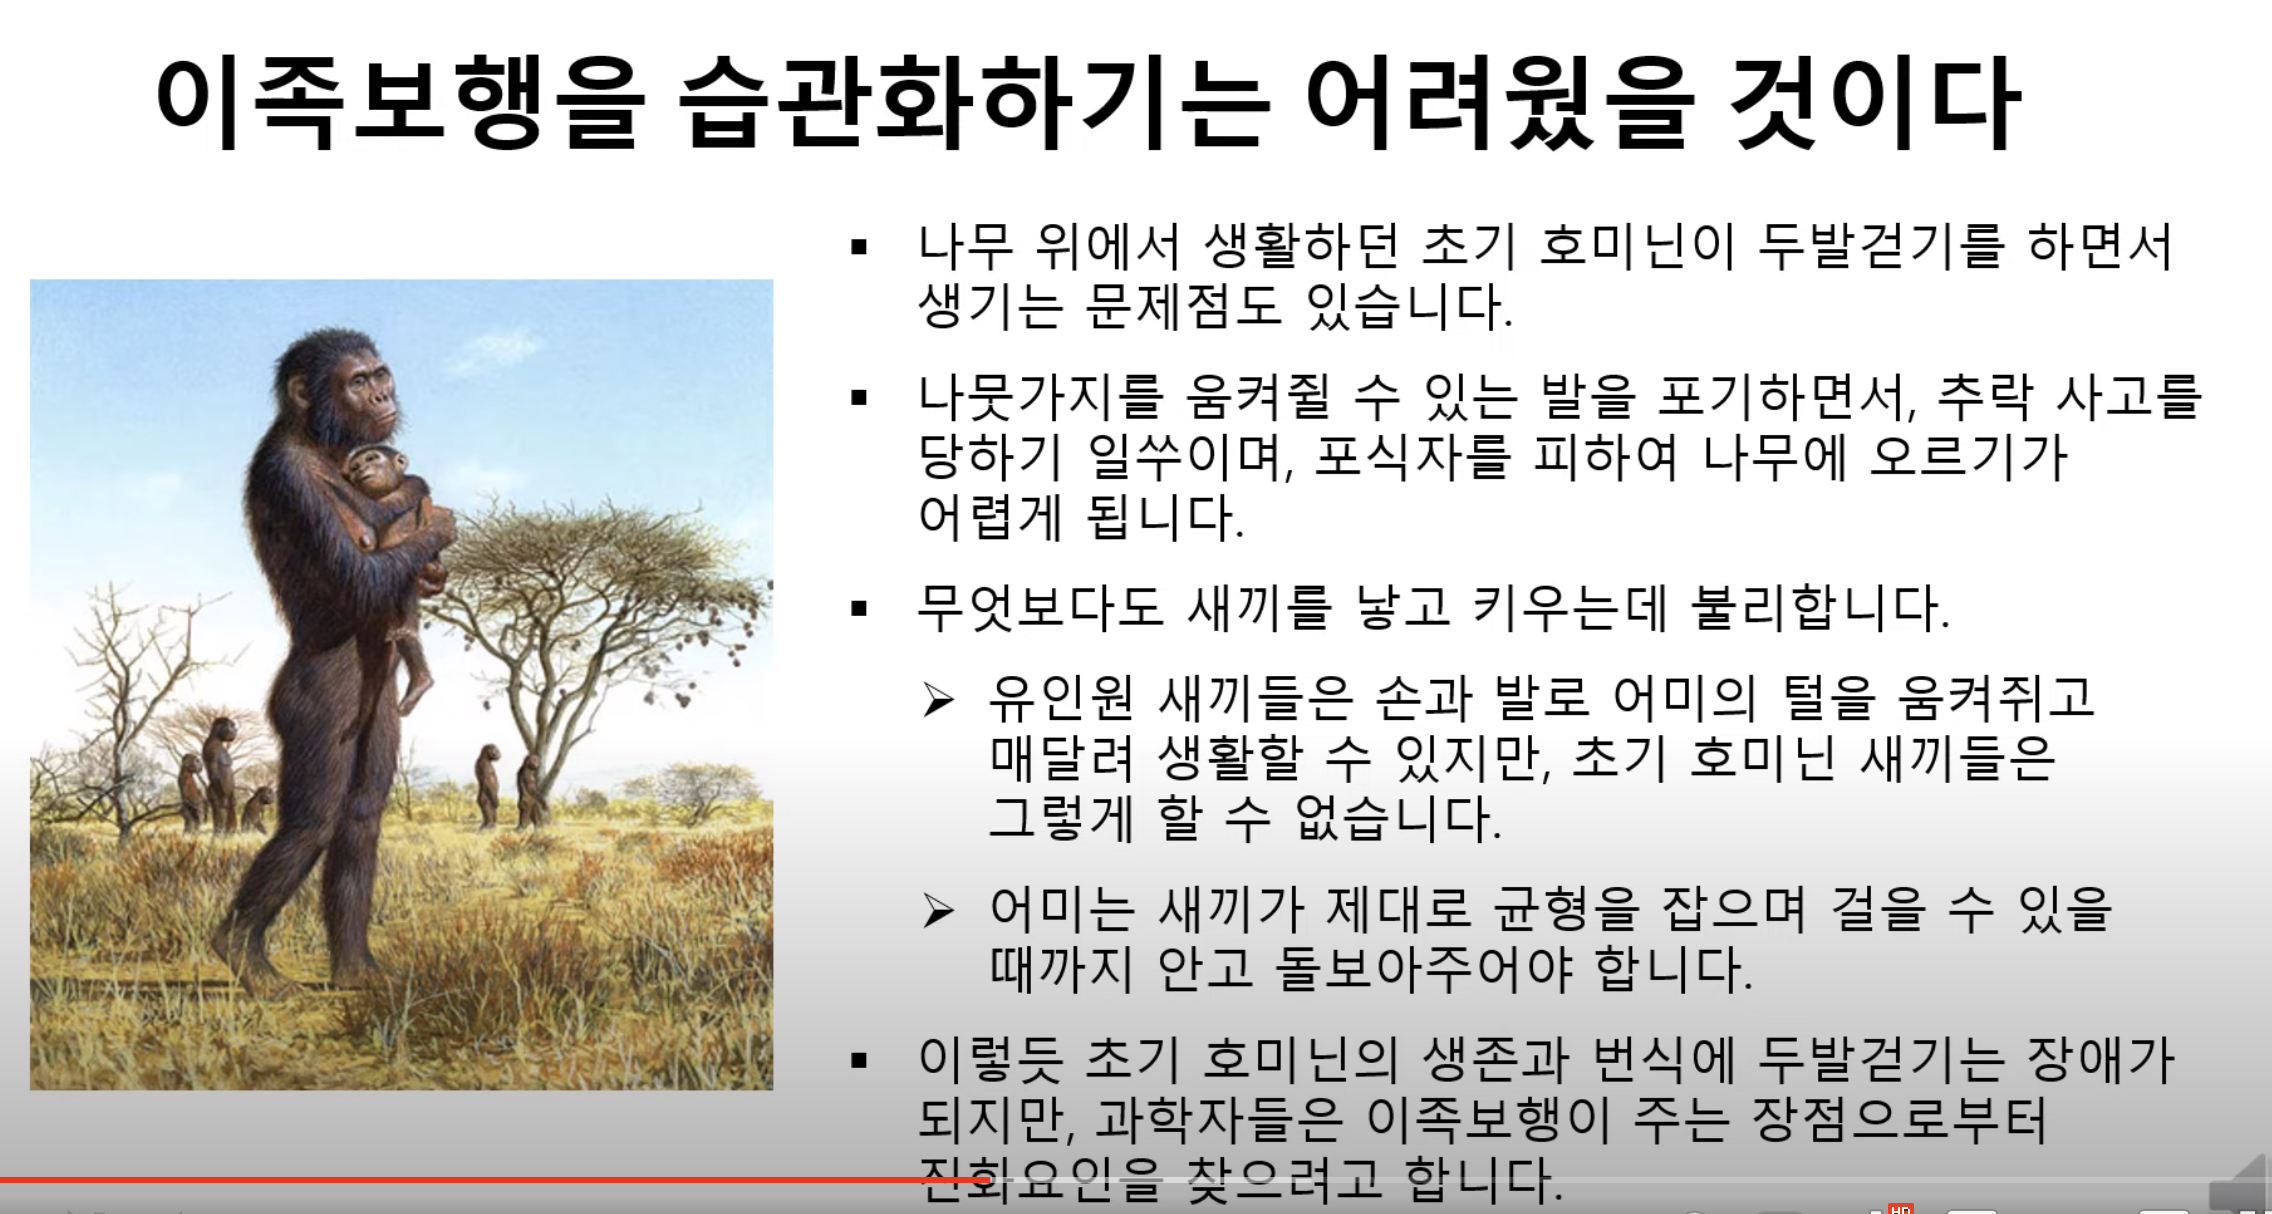 이족보행을 습관화하기는 어려웠을 것이다
▪ 나무 위에서 생활하던 초기 호미닌이 두발걷기를 하면서
생기는 문제점도 있습니다.
▪ 나뭇가지를 움켜쥘 수 있는 발을 포기하면서, 추락 사고를
당하기 일쑤이며, 포식자를 피하여 나무에 오르기가
어렵게 됩니다.
▪ 무엇보다도 새끼를 낳고 키우는데 불리합니다.
➢ 유인원 새끼들은 손과 발로 어미의 털을 움켜쥐고
매달려 생활할 수 있지만, 초기 호미닌 새끼들은
그렇게 할 수 없습니다.
➢ 어미는 새끼가 제대로 균형을 잡으며 걸을 수 있을
때까지 안고 돌보아주어야 합니다.
▪ 이렇듯 초기 호미닌의 생존과 번식에 두발걷기는 장애가
되지만, 과학자들은 이족보행이 주는 장점으로부터
진화요인을 찾으려고 합니다.
HD